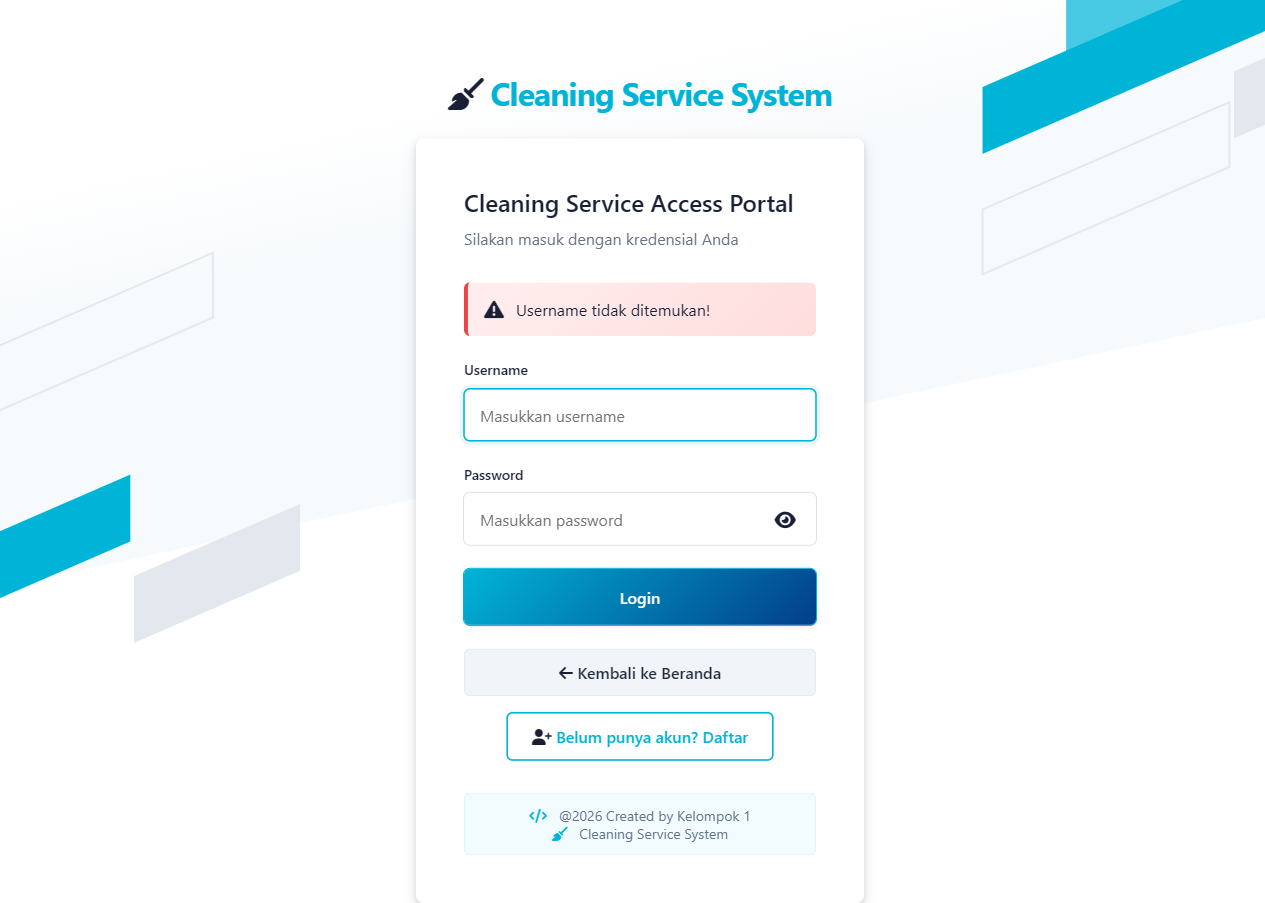 Cleaning Service System
Cleaning Service Access Portal
Silakan masuk dengan kredensial Anda
Username tidak ditemukan!
Username
Masukkan username
Password
Masukkan password
Login
Kembali ke Beranda
Belum punya akun? Daftar
@2026 Created by Kelompok 1
Cleaning Service System